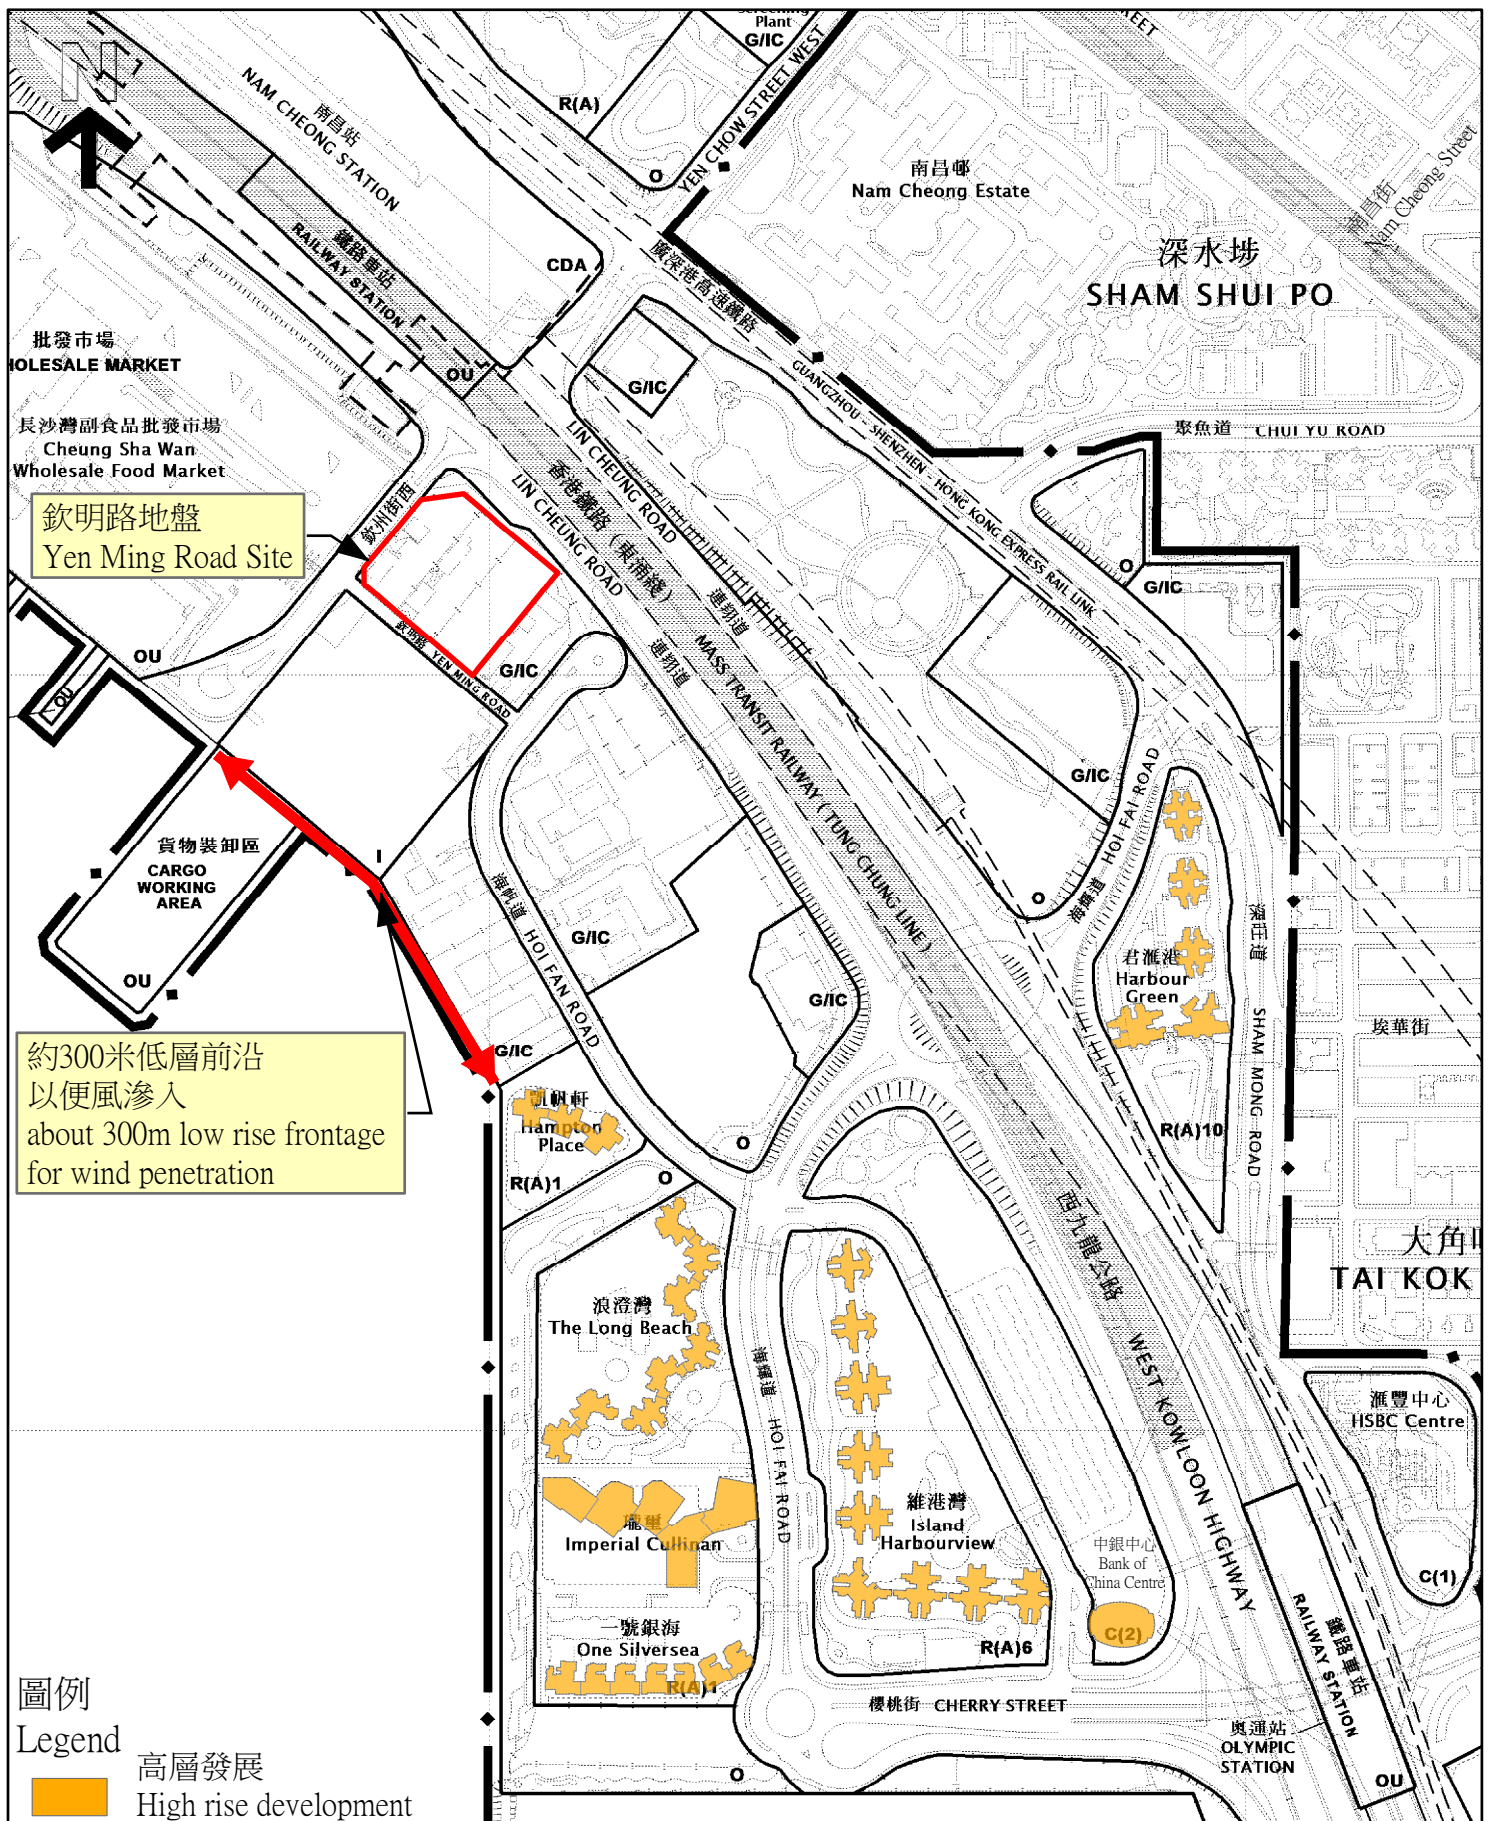 Screening
Plant
G/IC
STREET
N
NAM CHEONG STATION
南昌站
R(A)
YEN CHOW STREET WEST
O
南昌邨
Nam Cheong Estate
南昌街
Nam Cheong Street
深水埗
SHAM SHUI PO
鐵路車站
RAILWAY STATION
CDA
廣深港高速鐵路
GUANGZHOU - SHENZHEN - HONG KONG EXPRESS RAIL LINK
批發市場
HOLESALE MARKET
OU
G/IC
長沙灣副食品批發市場
Cheung Sha Wan
Wholesale Food Market
聚魚道 CHUI YU ROAD
LIN CHEUNG ROAD
香港鐵路（東涌綫）
LIN CHEUNG ROAD
欽州街西
欽明路地盤
Yen Ming Road Site
連翔道
連翔道
MASS TRANSIT RAILWAY (TUNG CHUNG LINE)
O
G/IC
欽明路 YEN MING ROAD
G/IC
OU
OU
G/IC
海輝道 HOI FAI ROAD
貨物裝卸區
CARGO
WORKING
AREA
OU
I
海帆道 HOI FAN ROAD
G/IC
G/IC
O
君滙港
Harbour
Green
深旺道
SHAM MONG ROAD
埃華街
約300米低層前沿
以便風滲入
about 300m low rise frontage
for wind penetration
G/IC
凱帆軒
Hampton
Place
R(A)1
O
O
R(A)10
西九龍公路
WEST KOWLOON HIGHWAY
大角
TAI KOK
浪澄灣
The Long Beach
海輝道 HOI FAI ROAD
滙豐中心
HSBC Centre
瓏璽
Imperial Cullinan
維港灣
Island
Harbourview
中銀中心
Bank of
China Centre
C(1)
一號銀海
One Silversea
R(A)1
R(A)6
C(2)
鐵路車站
RAILWAY STATION
櫻桃街 CHERRY STREET
奧運站
OLYMPIC
STATION
O
OU
圖例
Legend
高層發展
High rise development